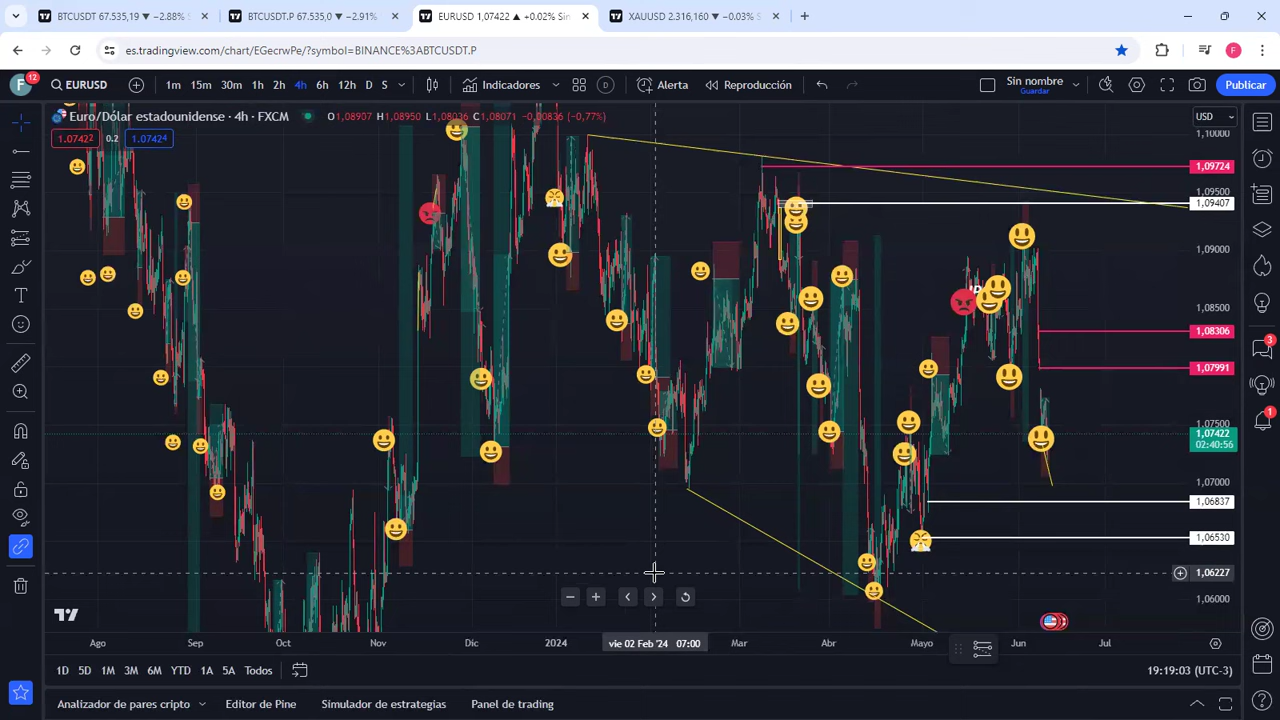 BTCUSDT 67.535,19 ▼ −2.88%
BTCUSDT.P 67.535,0 ▼ −2.91%
EURUSD 1,07422 ▲ +0.02% Sin
XAUUSD 2.316,160 ▼ −0.03%
es.tradingview.com/chart/EGecrwPe/?symbol=BINANCE%3ABTCUSDT.P
F
F
12
EURUSD
1m 15m 30m 1h 2h 4h 6h 12h D S
Indicadores
D
Alerta
Reproducción
Sin nombre
Guardar
Publicar
Euro/Dólar estadounidense · 4h · FXCM
O1,08907 H1,08950 L1,08036 C1,08071 −0,00836 (−0,77%)
1.07422
0.2
1.07424
USD
1,10000
1,09724
1,09500
1,09407
1,09000
1,08500
1,08306
1,07991
1,07500
1,07422
02:40:56
1,07000
1,06837
1,06530
1,06227
1,06000
3
1
Ago Sep Oct Nov Dic 2024 vie 02 Feb '24 07:00 Mar Abr Mayo Jun Jul
1D 5D 1M 3M 6M YTD 1A 5A Todos
19:19:03 (UTC-3)
Analizador de pares cripto
Editor de Pine
Simulador de estrategias
Panel de trading